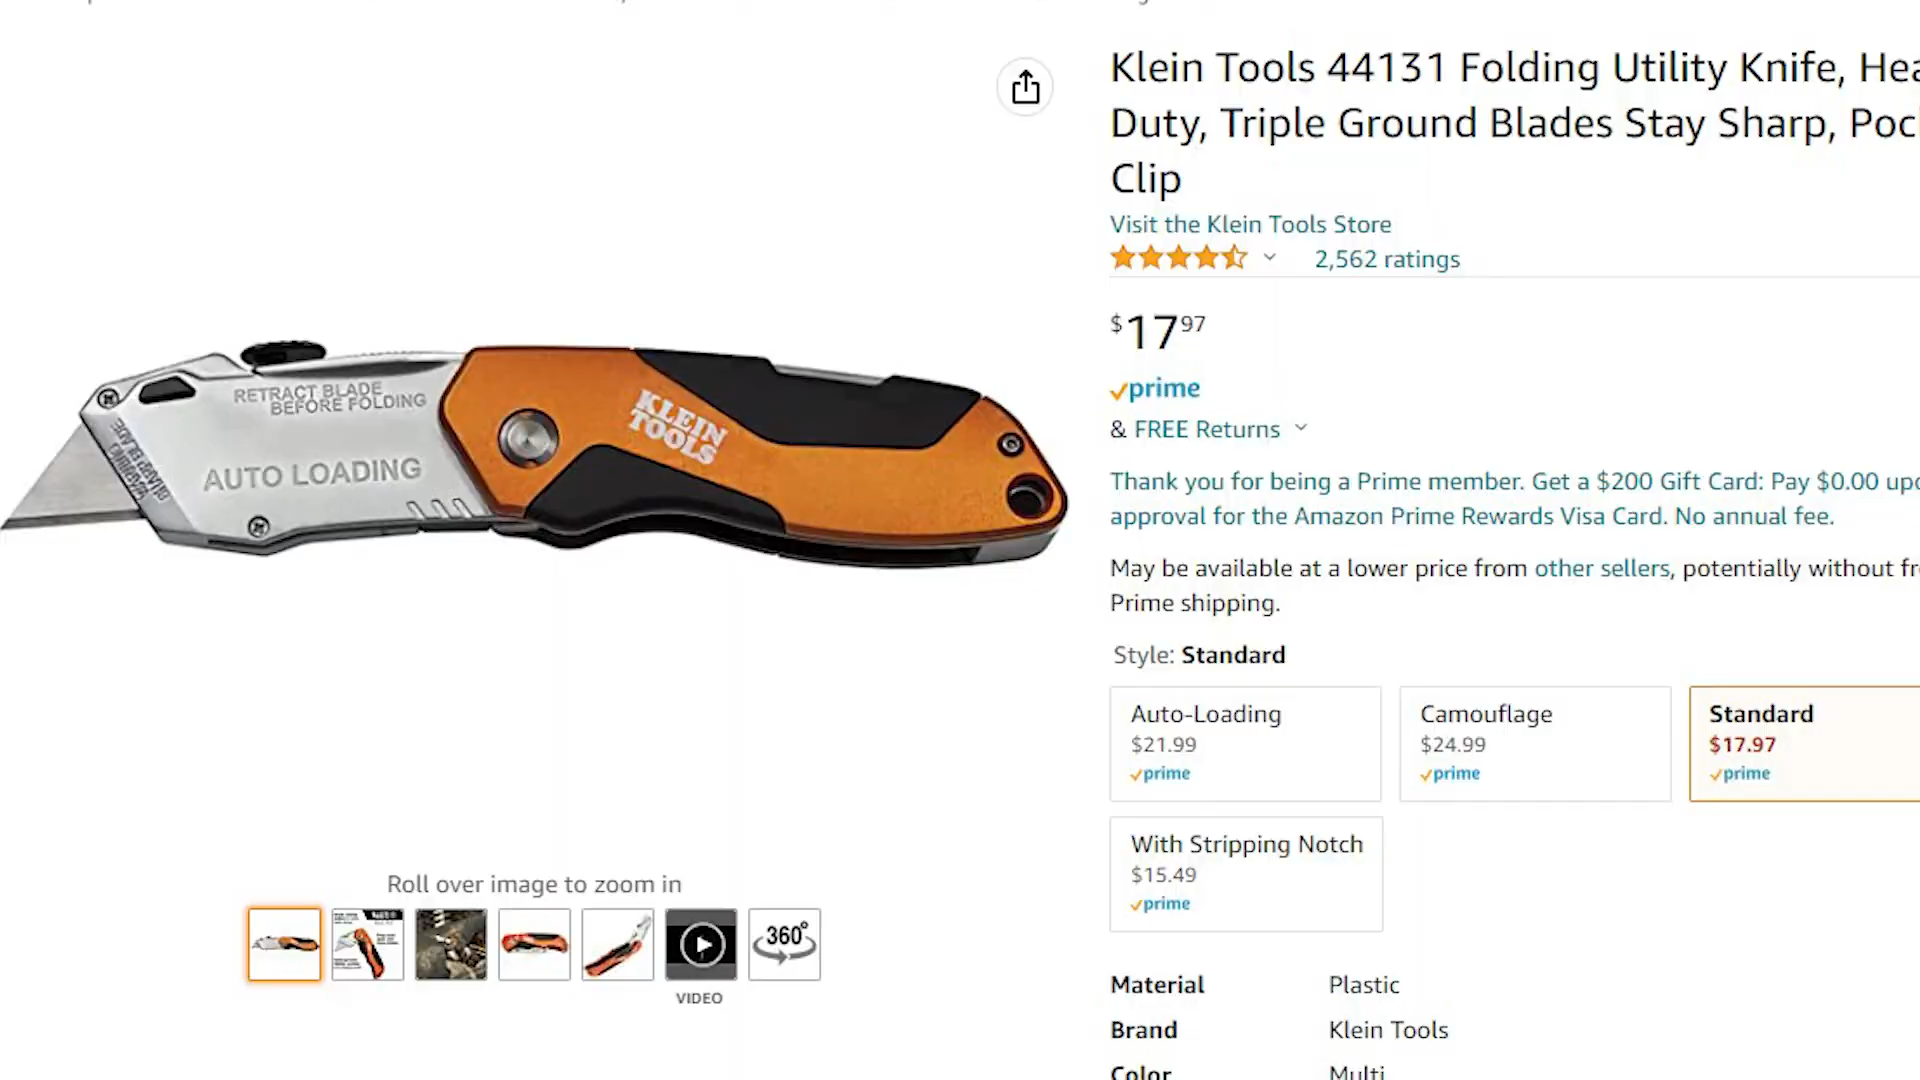 Klein Tools 44131 Folding Utility Knife, Hea
Duty, Triple Ground Blades Stay Sharp, Poc
Clip
Visit the Klein Tools Store
2,562 ratings
$17.97
prime
& FREE Returns
Thank you for being a Prime member. Get a $200 Gift Card: Pay $0.00 upo
approval for the Amazon Prime Rewards Visa Card. No annual fee.
May be available at a lower price from other sellers, potentially without fr
Prime shipping.
Style: Standard
Auto-Loading
$21.99
prime
Camouflage
$24.99
prime
Standard
$17.97
prime
With Stripping Notch
$15.49
prime
Material Plastic
Brand Klein Tools
Color Multi
RETRACT BLADE
BEFORE FOLDING
AUTO LOADING
WARNING
SHARP BLADE
KLEIN
TOOLS
Roll over image to zoom in
360°
VIDEO